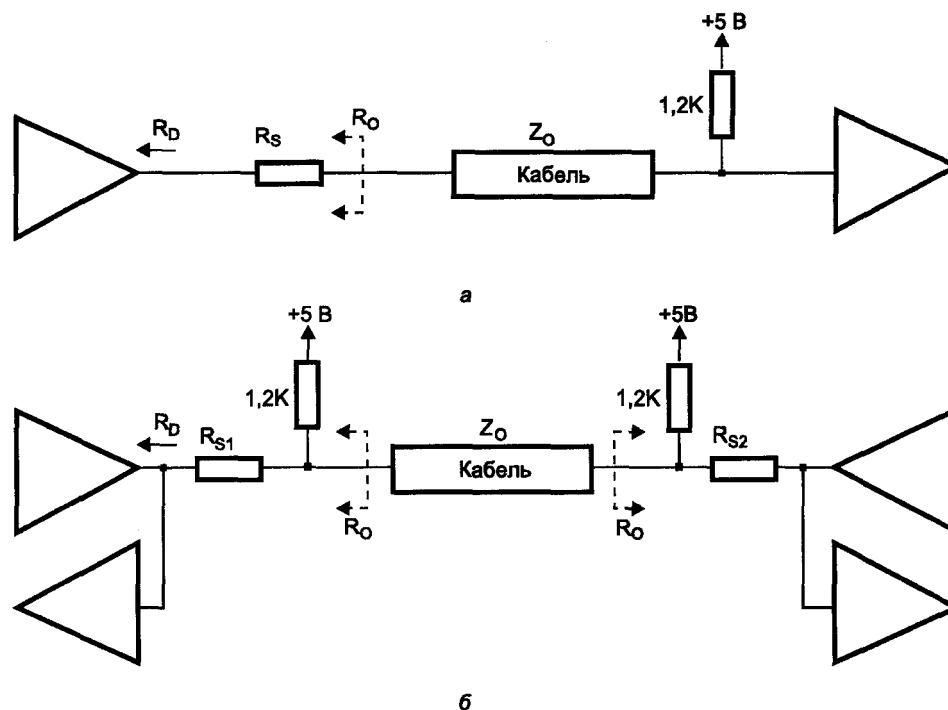 +5 В
1,2K
R_D
R_S
R_O
Z_O
Кабель
а
+5 В
+5В
1,2K
1,2K
R_D
R_S1
Z_O
R_S2
Кабель
R_O
R_O
б